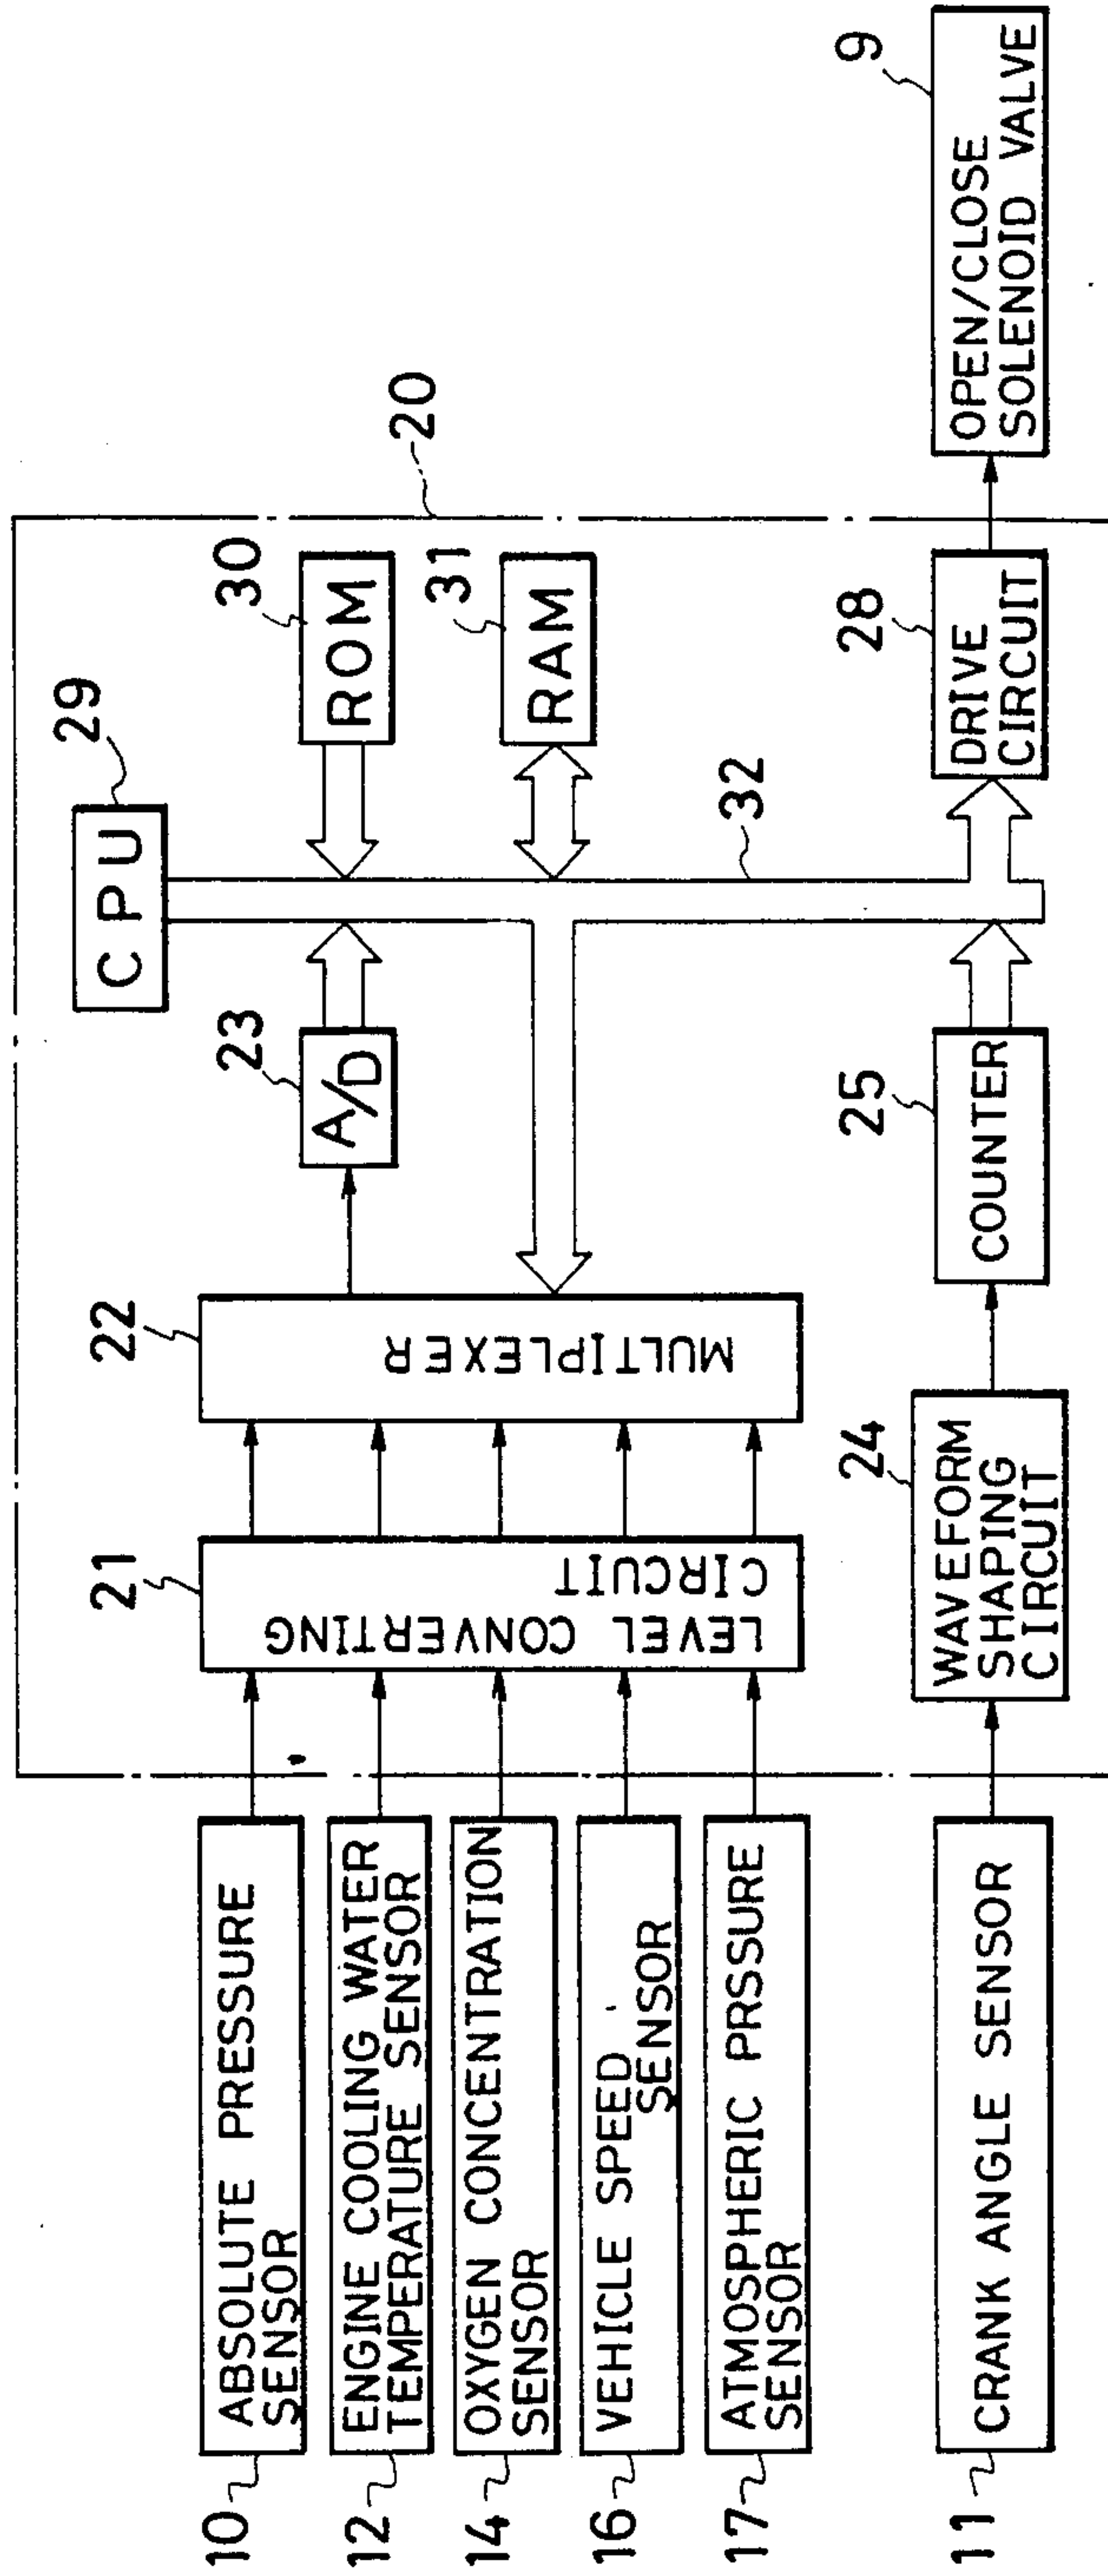 10
ABSOLUTE PRESSURE
SENSOR
12
ENGINE COOLING WATER
TEMPERATURE SENSOR
14
OXYGEN CONCENTRATION
SENSOR
16
VEHICLE SPEED
SENSOR
17
ATMOSPHERIC PRSSURE
SENSOR
11
CRANK ANGLE SENSOR
21
LEVEL CONVERTING
CIRCUIT
22
MULTIPLEXER
23
A/D
24
WAVEFORM
SHAPING
CIRCUIT
25
COUNTER
29
CPU
30
ROM
31
RAM
32
28
DRIVE
CIRCUIT
20
9
OPEN/CLOSE
SOLENOID VALVE